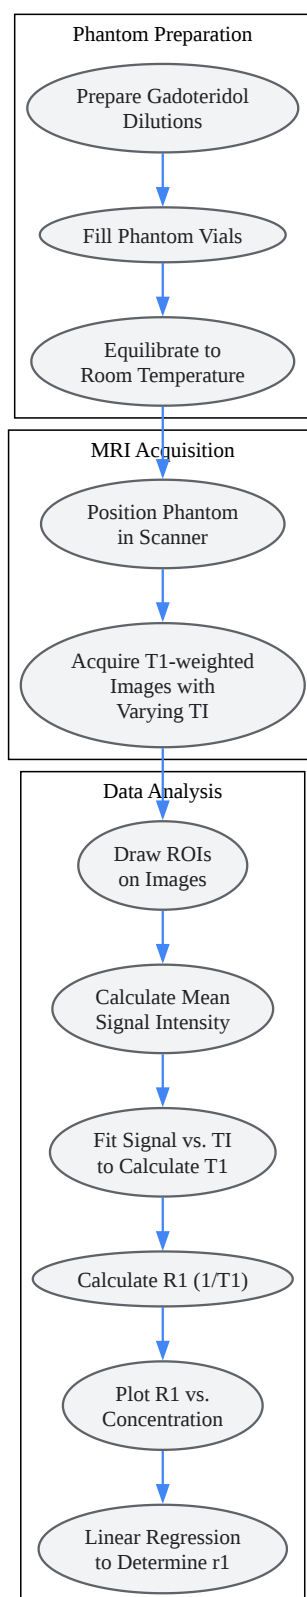 Phantom Preparation
Prepare Gadoteridol
Dilutions
Fill Phantom Vials
Equilibrate to
Room Temperature
MRI Acquisition
Position Phantom
in Scanner
Acquire T1-weighted
Images with
Varying TI
Data Analysis
Draw ROIs
on Images
Calculate Mean
Signal Intensity
Fit Signal vs. TI
to Calculate T1
Calculate R1 (1/T1)
Plot R1 vs.
Concentration
Linear Regression
to Determine r1